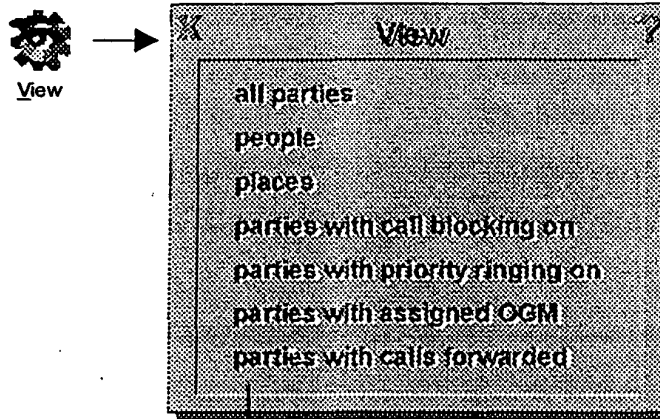 View
X View ?
all parties
people
places
parties with call blocking on
parties with priority ringing on
parties with assigned OGM
parties with calls forwarded